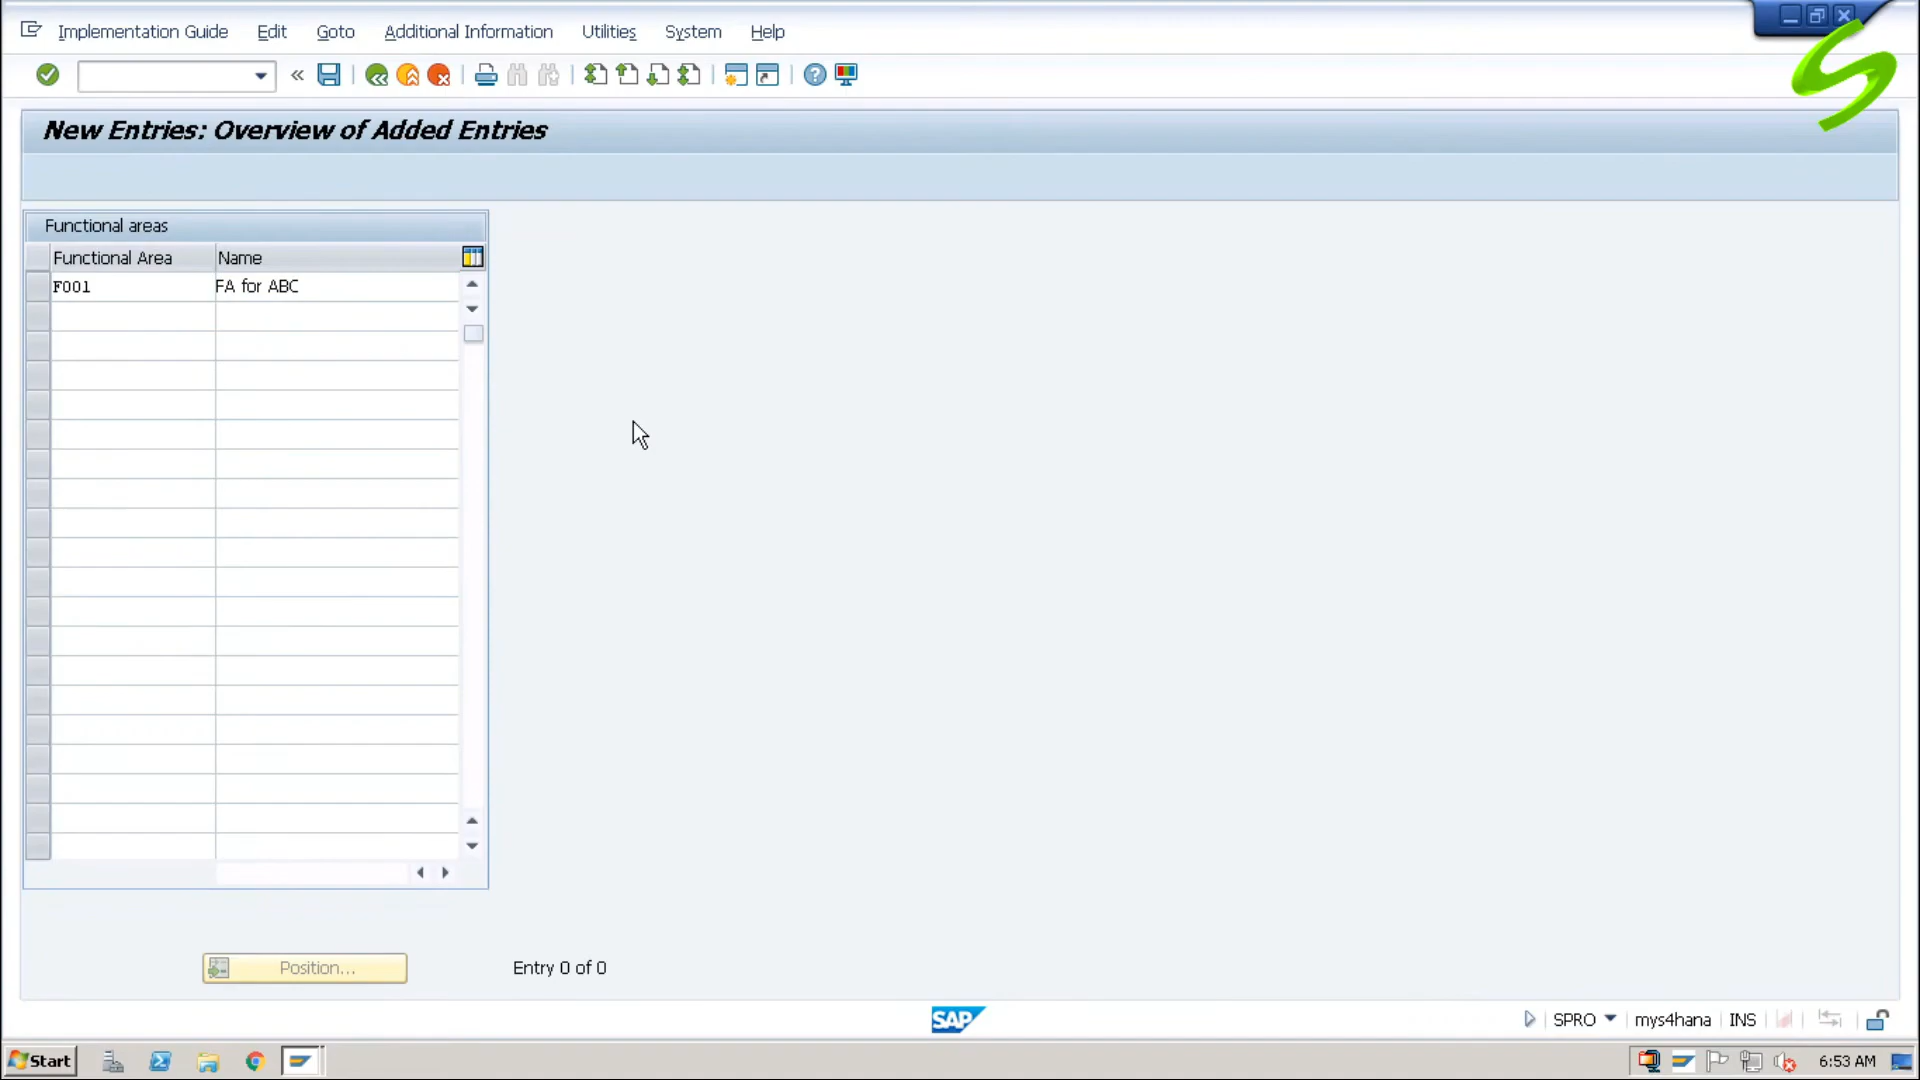 Implementation Guide Edit Goto Additional Information Utilities System Help
New Entries: Overview of Added Entries
Functional areas
Functional Area Name
F001 FA for ABC
Position... Entry 0 of 0
SAP SPRO mys4hana INS
Start 6:53 AM